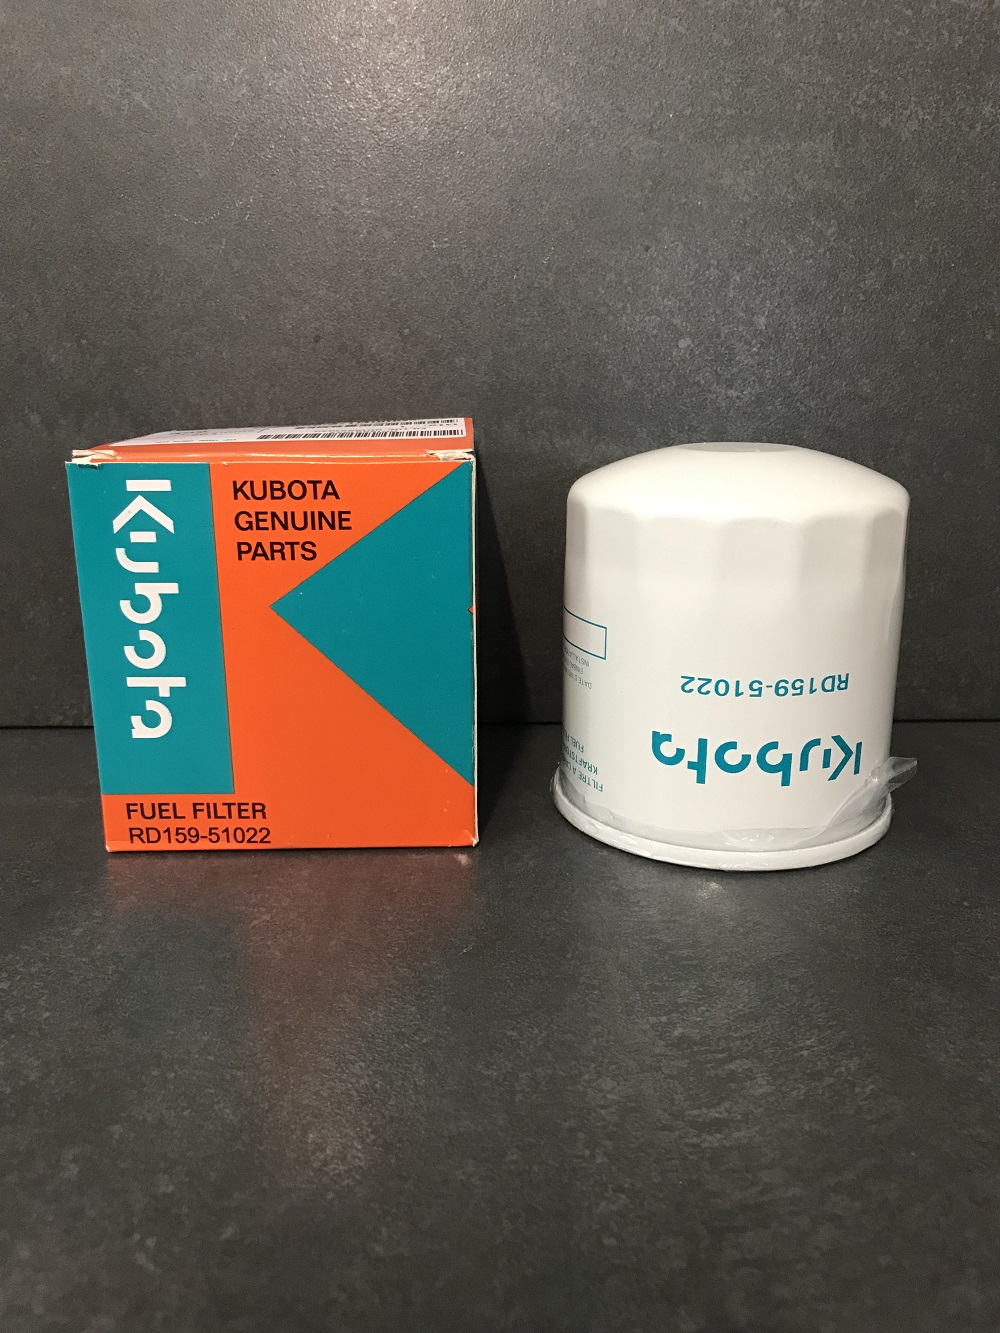 Kubota
KUBOTA
GENUINE
PARTS
FUEL FILTER
RD159-51022
Kubota
RD159-51022